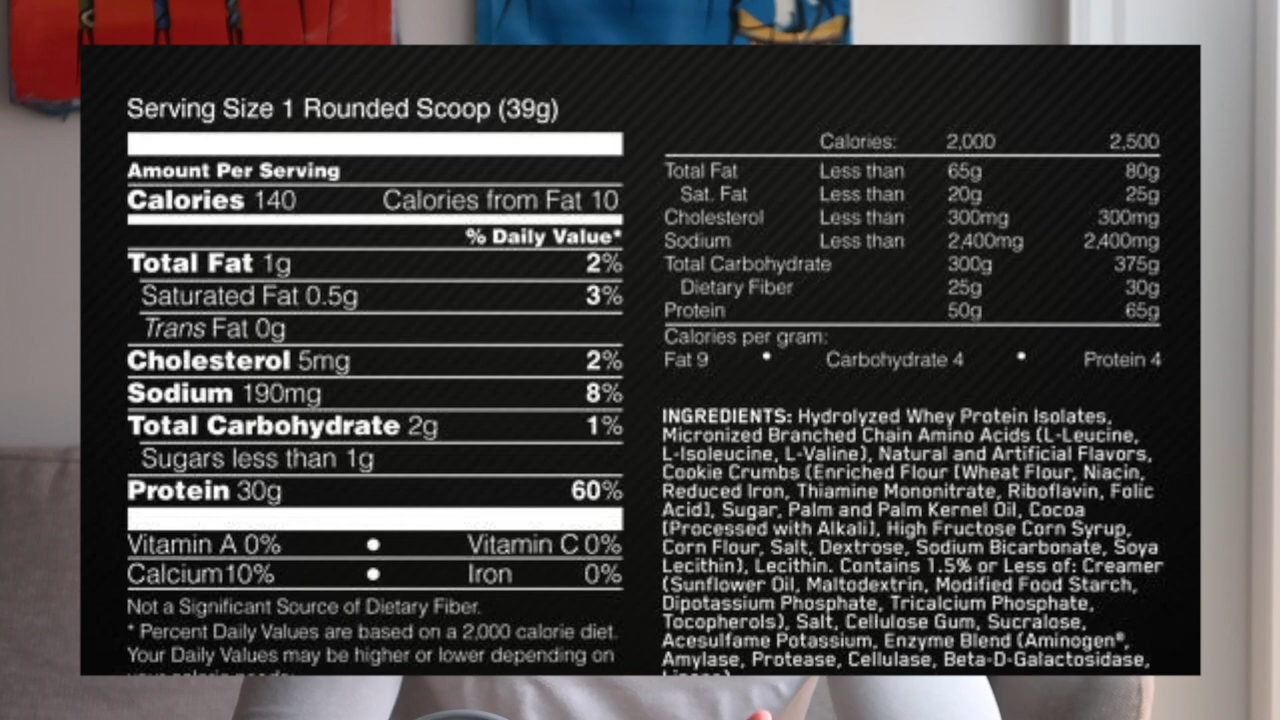 Serving Size 1 Rounded Scoop (39g)
Amount Per Serving
Calories 140 Calories from Fat 10
% Daily Value*
Total Fat 1g 2%
Saturated Fat 0.5g 3%
Trans Fat 0g
Cholesterol 5mg 2%
Sodium 190mg 8%
Total Carbohydrate 2g 1%
Sugars less than 1g
Protein 30g 60%
Vitamin A 0% • Vitamin C 0%
Calcium10% • Iron 0%
Not a Significant Source of Dietary Fiber.
* Percent Daily Values are based on a 2,000 calorie diet.
Your Daily Values may be higher or lower depending on
Calories: 2,000 2,500
Total Fat Less than 65g 80g
Sat. Fat Less than 20g 25g
Cholesterol Less than 300mg 300mg
Sodium Less than 2,400mg 2,400mg
Total Carbohydrate 300g 375g
Dietary Fiber 25g 30g
Protein 50g 65g
Calories per gram:
Fat 9 • Carbohydrate 4 • Protein 4
INGREDIENTS: Hydrolyzed Whey Protein Isolates,
Micronized Branched Chain Amino Acids (L-Leucine,
L-Isoleucine, L-Valine), Natural and Artificial Flavors,
Cookie Crumbs (Enriched Flour (Wheat Flour, Niacin,
Reduced Iron, Thiamine Mononitrate, Riboflavin, Folic
Acid), Sugar, Palm and Palm Kernel Oil, Cocoa
(Processed with Alkali), High Fructose Corn Syrup,
Corn Flour, Salt, Dextrose, Sodium Bicarbonate, Soya
Lecithin), Lecithin. Contains 1.5% or Less of: Creamer
(Sunflower Oil, Maltodextrin, Modified Food Starch,
Dipotassium Phosphate, Tricalcium Phosphate,
Tocopherols), Salt, Cellulose Gum, Sucralose,
Acesulfame Potassium, Enzyme Blend (Aminogen®,
Amylase, Protease, Cellulase, Beta-D-Galactosidase,